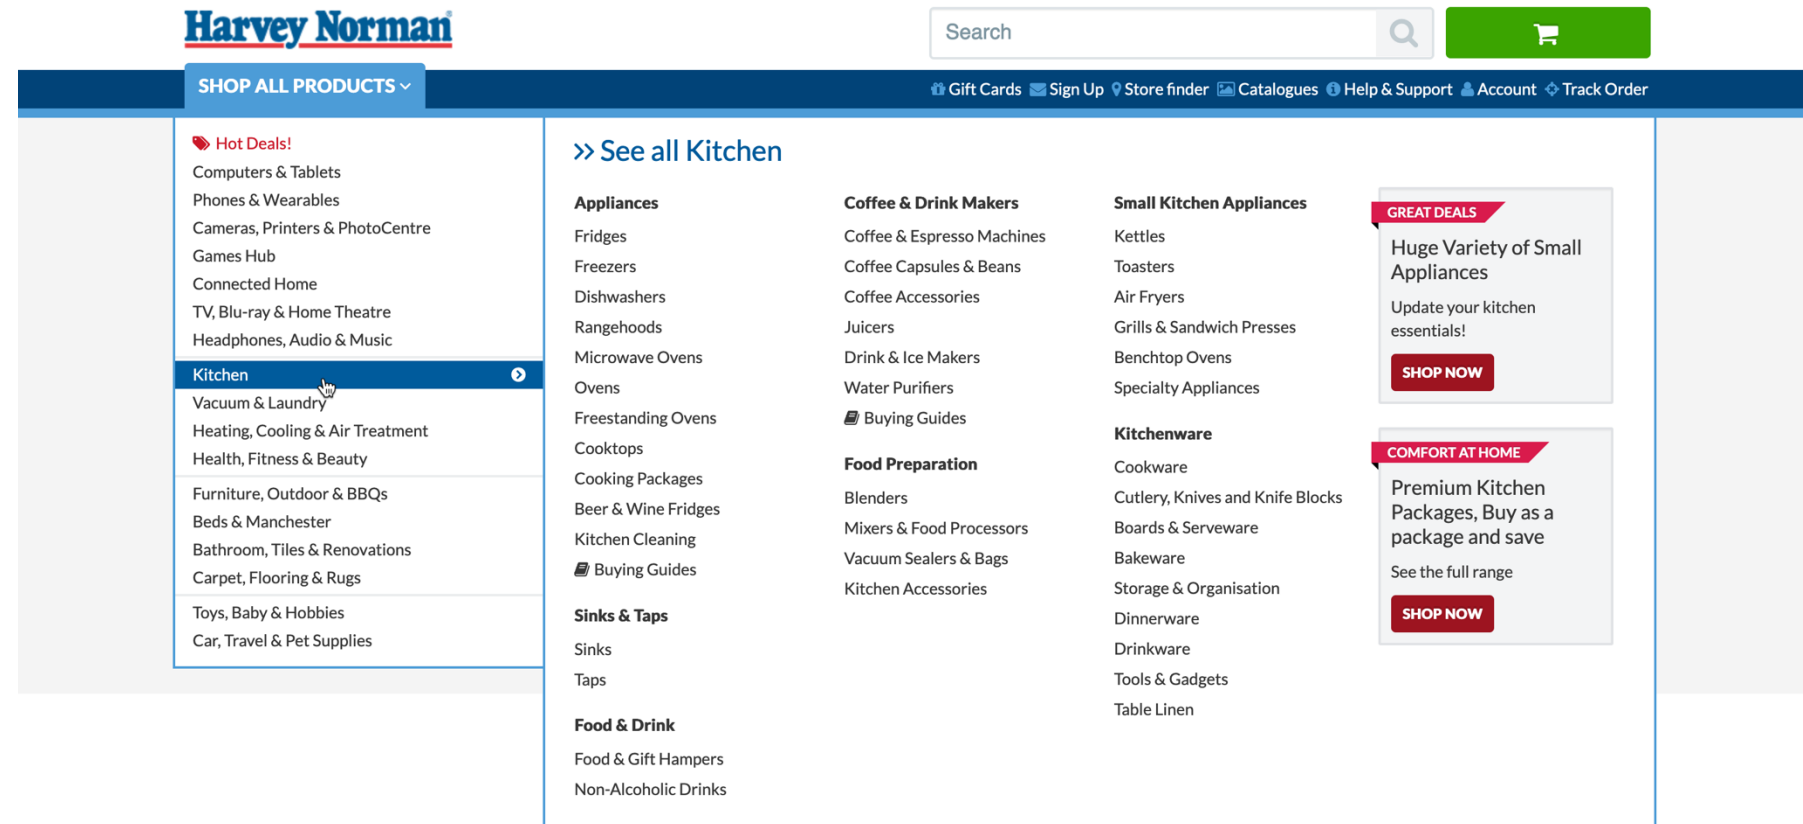 Harvey Norman
Search
SHOP ALL PRODUCTS
Gift Cards Sign Up Store finder Catalogues Help & Support Account Track Order
Hot Deals!
Computers & Tablets
Phones & Wearables
Cameras, Printers & PhotoCentre
Games Hub
Connected Home
TV, Blu-ray & Home Theatre
Headphones, Audio & Music
Kitchen
Vacuum & Laundry
Heating, Cooling & Air Treatment
Health, Fitness & Beauty
Furniture, Outdoor & BBQs
Beds & Manchester
Bathroom, Tiles & Renovations
Carpet, Flooring & Rugs
Toys, Baby & Hobbies
Car, Travel & Pet Supplies
>> See all Kitchen
Appliances
Fridges
Freezers
Dishwashers
Rangehoods
Microwave Ovens
Ovens
Freestanding Ovens
Cooktops
Cooking Packages
Beer & Wine Fridges
Kitchen Cleaning
Buying Guides
Sinks & Taps
Sinks
Taps
Food & Drink
Food & Gift Hampers
Non-Alcoholic Drinks
Coffee & Drink Makers
Coffee & Espresso Machines
Coffee Capsules & Beans
Coffee Accessories
Juicers
Drink & Ice Makers
Water Purifiers
Buying Guides
Food Preparation
Blenders
Mixers & Food Processors
Vacuum Sealers & Bags
Kitchen Accessories
Small Kitchen Appliances
Kettles
Toasters
Air Fryers
Grills & Sandwich Presses
Benchtop Ovens
Specialty Appliances
Kitchenware
Cookware
Cutlery, Knives and Knife Blocks
Boards & Serveware
Bakeware
Storage & Organisation
Dinnerware
Drinkware
Tools & Gadgets
Table Linen
GREAT DEALS
Huge Variety of Small
Appliances
Update your kitchen
essentials!
SHOP NOW
COMFORT AT HOME
Premium Kitchen
Packages, Buy as a
package and save
See the full range
SHOP NOW